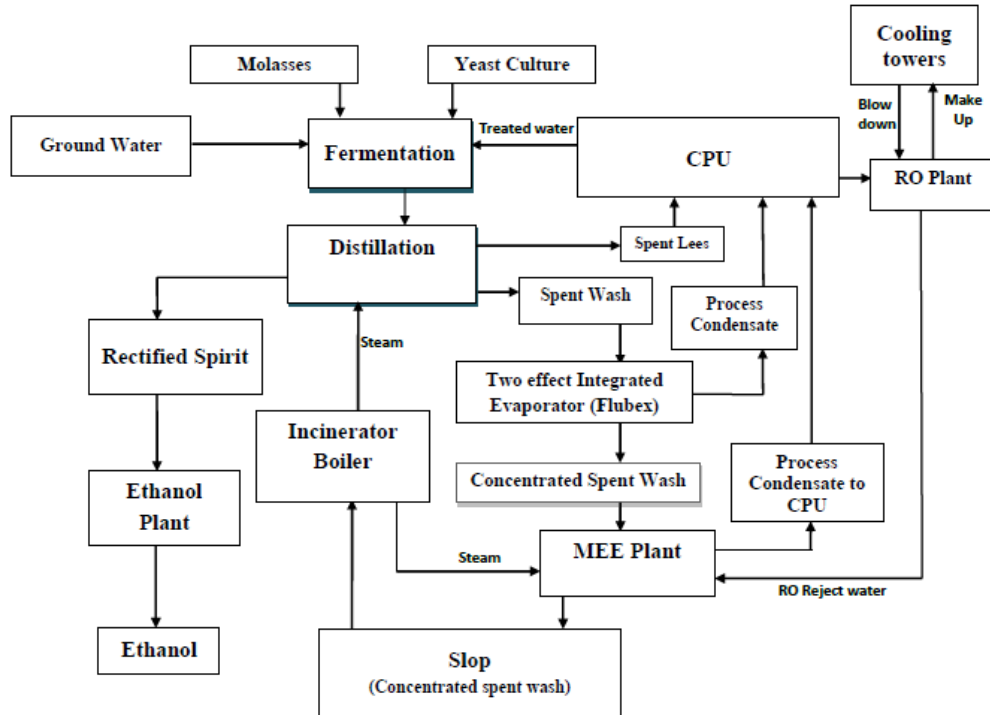 Cooling
towers
Molasses
Yeast Culture
Blow
down
Make
Up
Ground Water
Treated water
Fermentation
CPU
RO Plant
Distillation
Spent Lees
Spent Wash
Process
Condensate
Steam
Rectified Spirit
Two effect Integrated
Evaporator (Flubex)
Incinerator
Boiler
Concentrated Spent Wash
Process
Condensate to
CPU
Ethanol
Plant
MEE Plant
Steam
RO Reject water
Ethanol
Slop
(Concentrated spent wash)